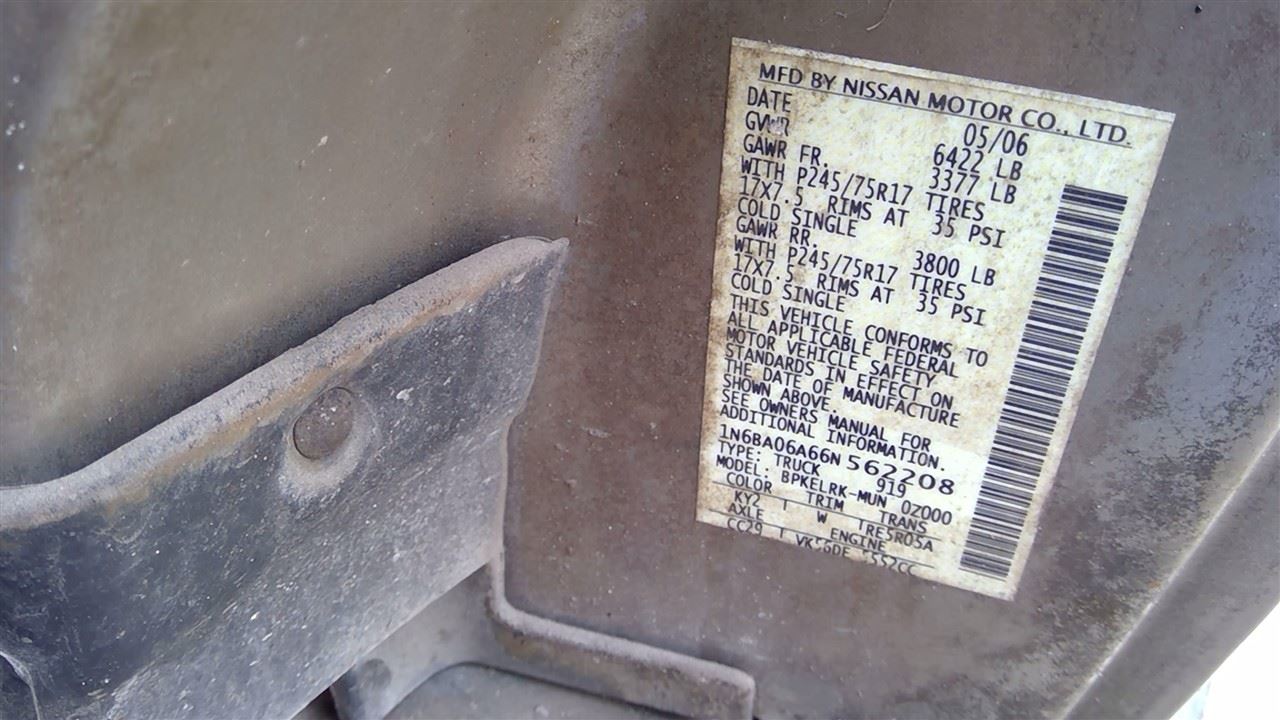 MFD BY NISSAN MOTOR CO., LTD.
DATE 05/06
GVWR 6422 LB
GAWR FR. 3377 LB
WITH P245/75R17 TIRES
17X7.5 RIMS AT 35 PSI
COLD SINGLE
GAWR RR. 3800 LB
WITH P245/75R17 TIRES
17X7.5 RIMS AT 35 PSI
COLD SINGLE
THIS VEHICLE CONFORMS TO
ALL APPLICABLE FEDERAL
MOTOR VEHICLE SAFETY
STANDARDS IN EFFECT ON
THE DATE OF MANUFACTURE
SHOWN ABOVE
SEE OWNERS MANUAL FOR
ADDITIONAL INFORMATION.
1N6BA06A66N562208
TYPE: TRUCK 919
MODEL. BPKELRK-MUN 0Z000
COLOR TRIM TRANS
KY2 W RE5R05A
AXLE ENGINE
CC29 5552CC